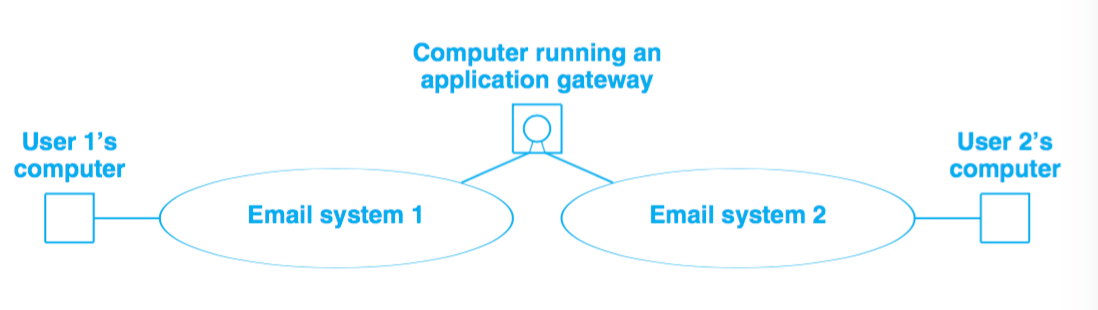 Computer running an
application gateway
User 1’s
computer
User 2’s
computer
Email system 1
Email system 2